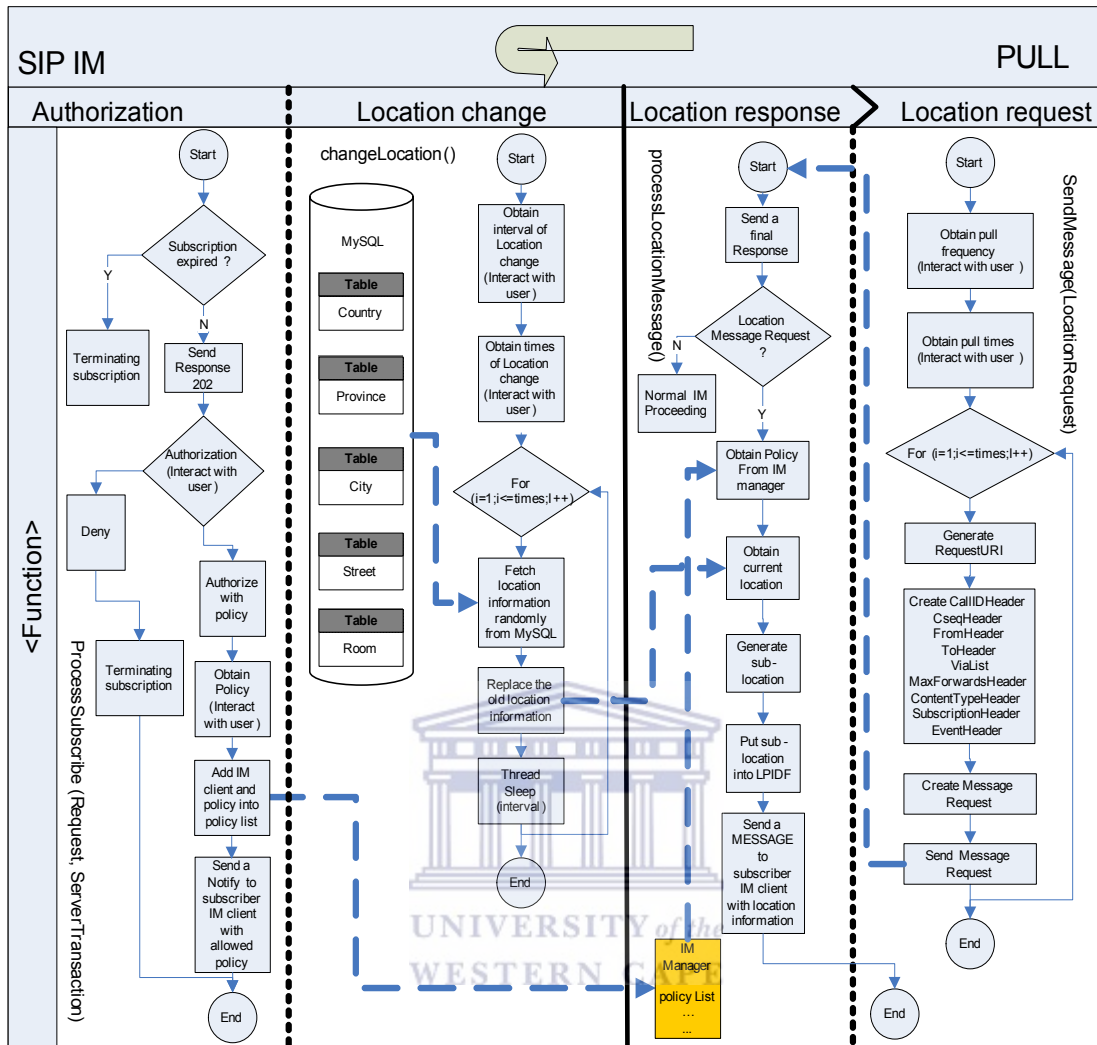 SIP IM
PULL
Authorization
Location change
Location response
Location request
<Function>
Start
Subscription
expired ?
Y
N
Terminating
subscription
Send
Response
202
Authorization
(Interact with
user)
Deny
Authorize
with
policy
Terminating
subscription
Obtain
Policy
(Interact
with user)
Add IM
client and
policy into
policy list
Send a
Notify to
subscriber
IM client
with
allowed
policy
End
ProcessSubscribe (Request, ServerTransaction)
changeLocation()
MySQL
Table
Country
Table
Province
Table
City
Table
Street
Table
Room
Start
Obtain
interval of
Location
change
(Interact with
user)
Obtain times
of Location
change
(Interact with
user)
For
(i=1;i<=times;I++)
Fetch
location
information
randomly
from MySQL
Replace the
old location
information
Thread
Sleep
(interval)
End
processLocationMessage()
Start
Send a
final
Response
Location
Message Request
?
N
Y
Normal IM
Proceeding
Obtain Policy
From IM
manager
Obtain
current
location
Generate
sub-
location
Put sub -
location
into LPIDF
Send a
MESSAGE to
subscriber
IM client
with location
information
IM
Manager
policy List
...
...
End
SendMessage(LocationRequest)
Start
Obtain pull
frequency
(Interact with user )
Obtain pull times
(Interact with user )
For (i=1;i<=times;I++)
Generate
RequestURI
Create CallIDHeader
CseqHeader
FromHeader
ToHeader
ViaList
MaxForwardsHeader
ContentTypeHeader
SubscriptionHeader
EventHeader
Create Message
Request
Send Message
Request
End
UNIVERSITY of the
WESTERN CAPE